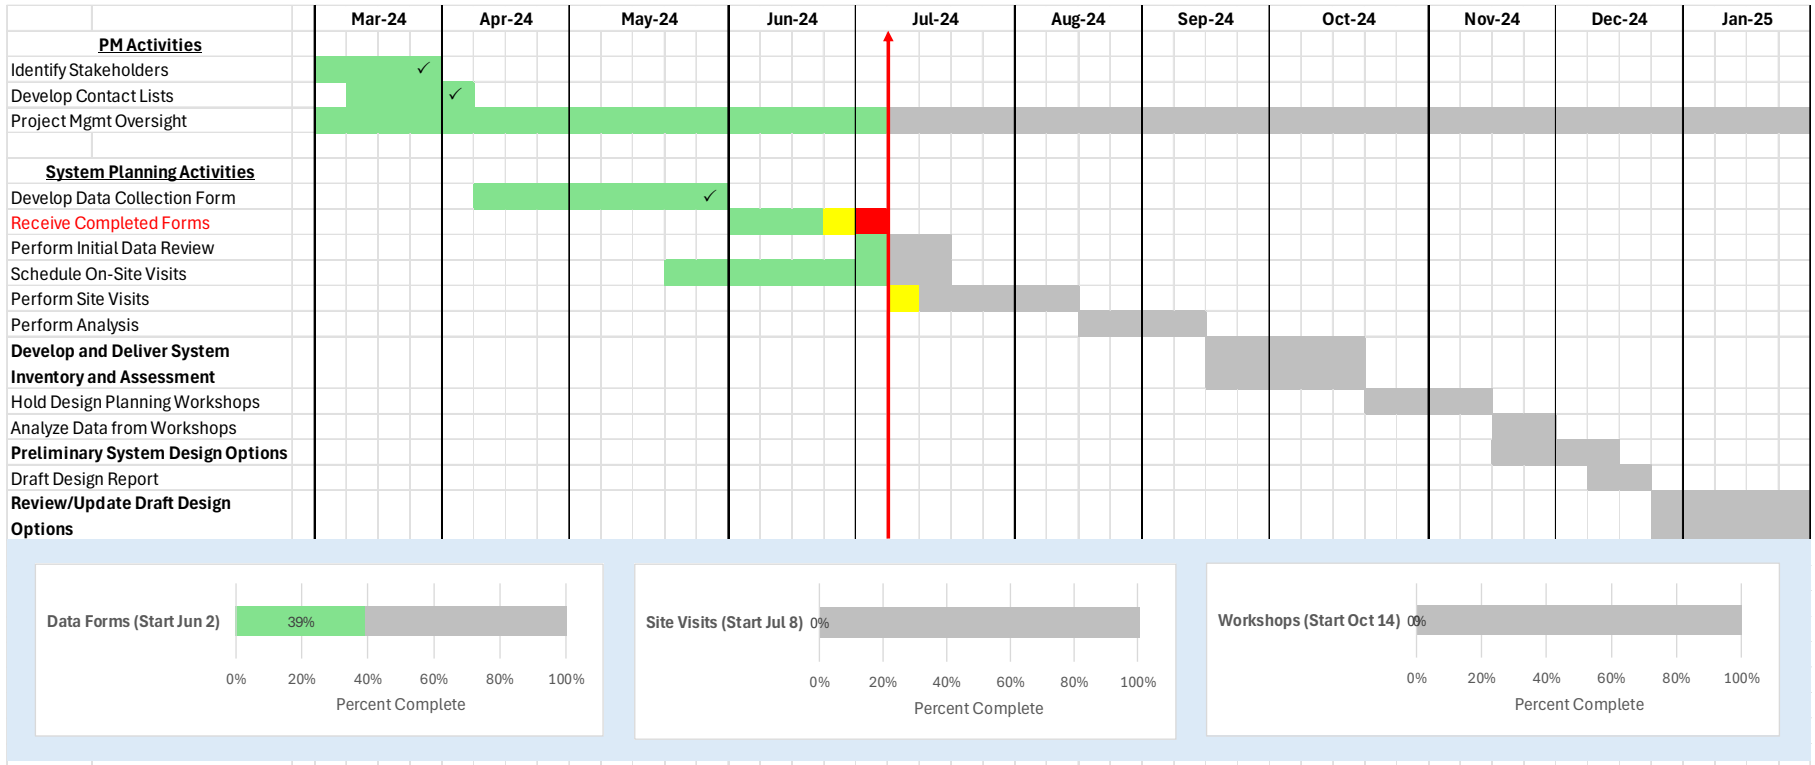 Mar-24 Apr-24 May-24 Jun-24 Jul-24 Aug-24 Sep-24 Oct-24 Nov-24 Dec-24 Jan-25
PM Activities
Identify Stakeholders ✓
Develop Contact Lists ✓
Project Mgmt Oversight
System Planning Activities
Develop Data Collection Form ✓
Receive Completed Forms
Perform Initial Data Review
Schedule On-Site Visits
Perform Site Visits
Perform Analysis
Develop and Deliver System
Inventory and Assessment
Hold Design Planning Workshops
Analyze Data from Workshops
Preliminary System Design Options
Draft Design Report
Review/Update Draft Design
Options
Data Forms (Start Jun 2) 39%
0% 20% 40% 60% 80% 100%
Percent Complete
Site Visits (Start Jul 8) 0%
0% 20% 40% 60% 80% 100%
Percent Complete
Workshops (Start Oct 14) 0%
0% 20% 40% 60% 80% 100%
Percent Complete